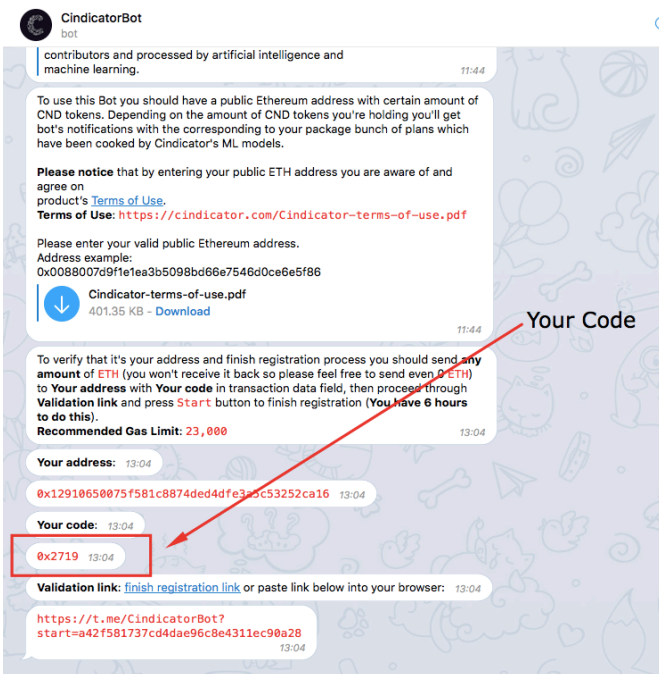 CindicatorBot
bot
contributors and processed by artificial intelligence and
machine learning.
11:44
To use this Bot you should have a public Ethereum address with certain amount of
CND tokens. Depending on the amount of CND tokens you're holding you'll get
bot's notifications with the corresponding to your package bunch of plans which
have been cooked by Cindicator's ML models.
Please notice that by entering your public ETH address you are aware of and
agree on
product's Terms of Use.
Terms of Use: https://cindicator.com/Cindicator-terms-of-use.pdf
Please enter your valid public Ethereum address.
Address example:
0x0088007d9f1e1ea3b5098bd66e7546d0ce6e5f86
Cindicator-terms-of-use.pdf
401.35 KB - Download
11:44
Your Code
To verify that it's your address and finish registration process you should send any
amount of ETH (you won't receive it back so please feel free to send even 0 ETH)
to Your address with Your code in transaction data field, then proceed through
Validation link and press Start button to finish registration (You have 6 hours
to do this).
Recommended Gas Limit: 23,000
13:04
Your address: 13:04
0x12910650075f581c8874ded4dfe3a5c53252ca16 13:04
Your code: 13:04
0x2719 13:04
Validation link: finish registration link or paste link below into your browser: 13:04
https://t.me/CindicatorBot?
start=a42f581737cd4dae96c8e4311ec90a28
13:04